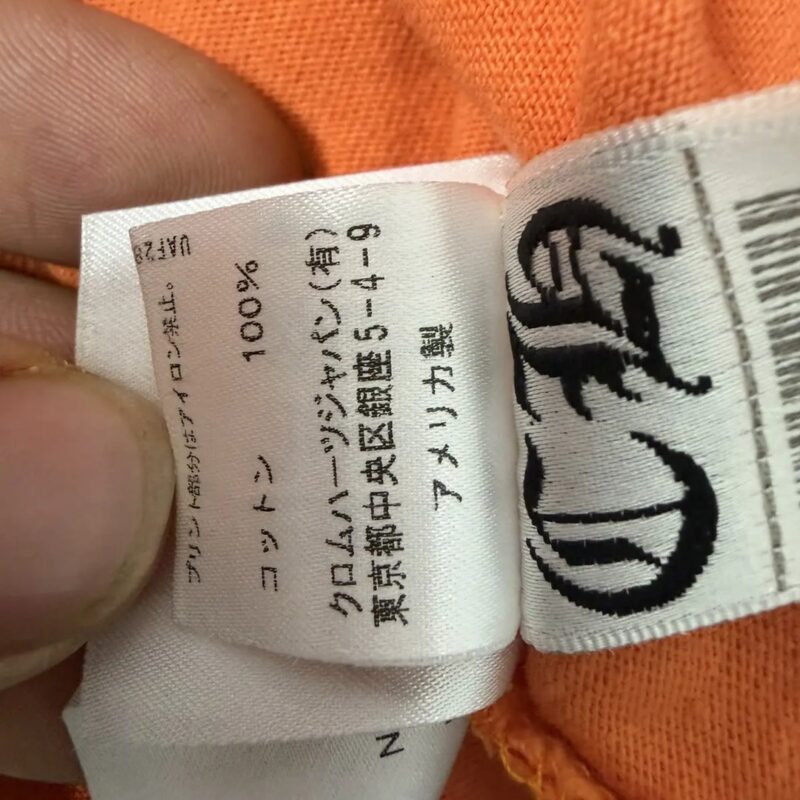 プリント部分はアイロン禁止。
コットン 100%
クロムハーツジャパン(有)
東京都中央区銀座5-4-9
アメリカ製
CH
N